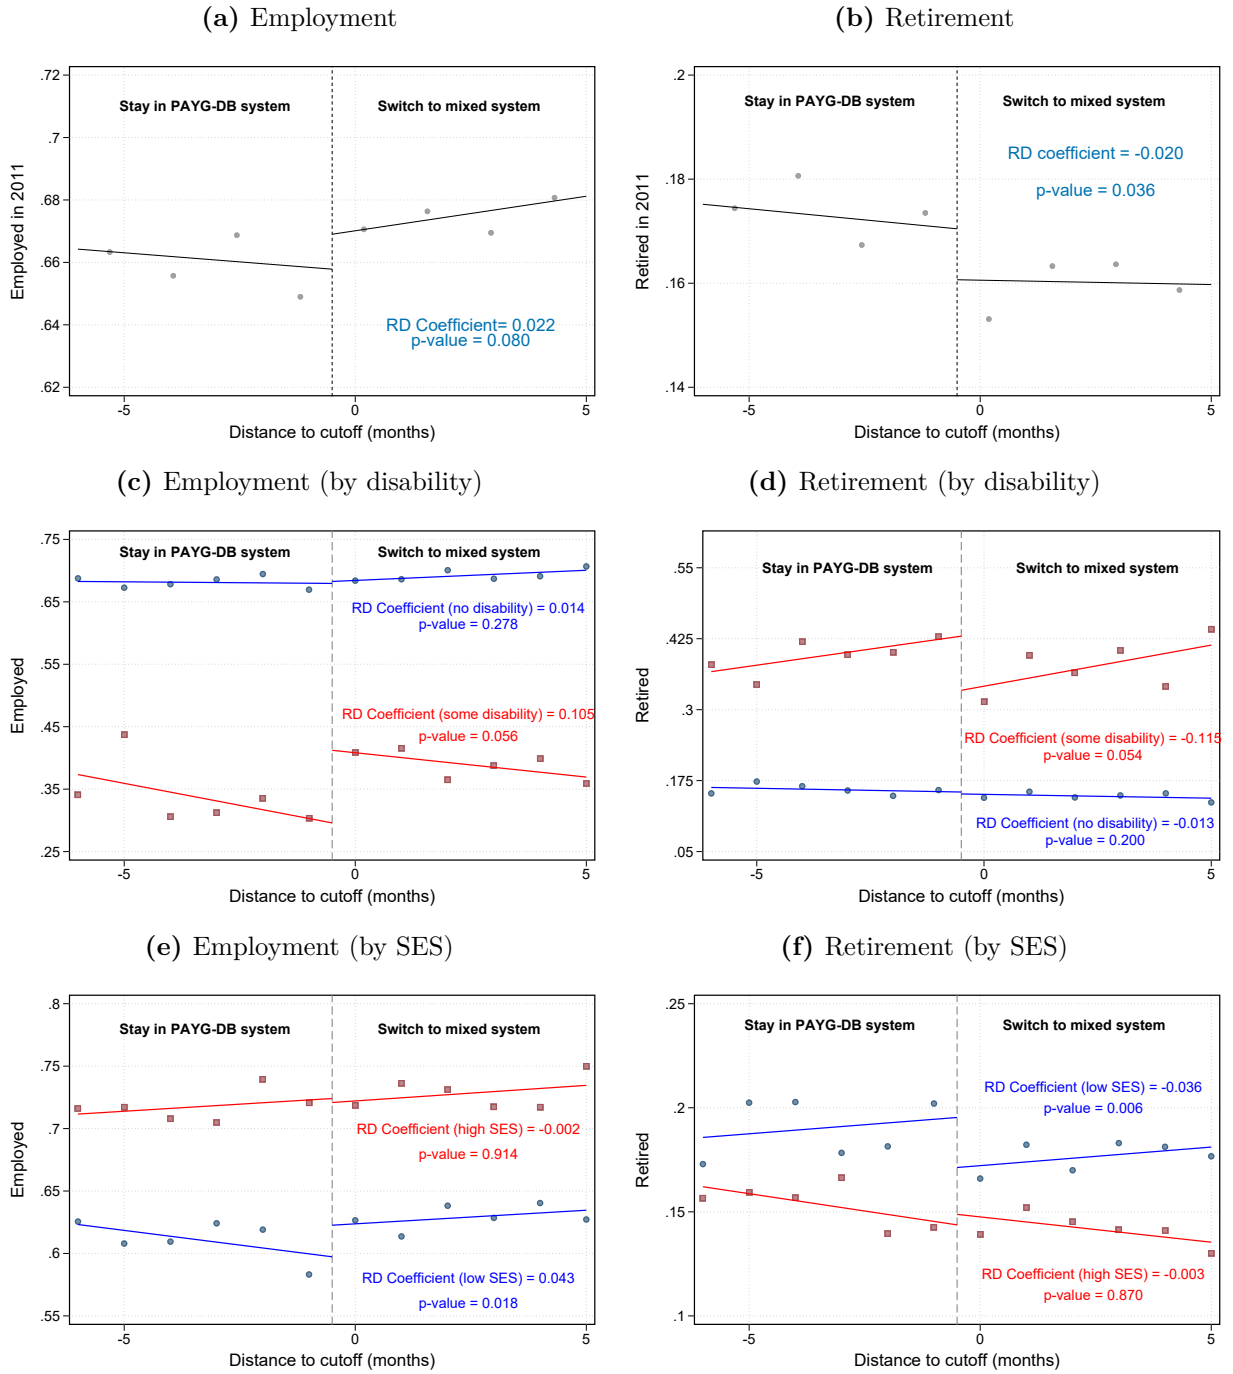 (a) Employment
.72
.7
.68
.66
.64
.62
Employed in 2011
Stay in PAYG-DB system
Switch to mixed system
RD Coefficient= 0.022
p-value = 0.080
-5
0
5
Distance to cutoff (months)
(b) Retirement
.2
.18
.16
.14
Retired in 2011
Stay in PAYG-DB system
Switch to mixed system
RD coefficient = -0.020
p-value = 0.036
-5
0
5
Distance to cutoff (months)
(c) Employment (by disability)
.75
.65
.55
.45
.35
.25
Employed
Stay in PAYG-DB system
Switch to mixed system
RD Coefficient (no disability) = 0.014
p-value = 0.278
RD Coefficient (some disability) = 0.105
p-value = 0.056
-5
0
5
Distance to cutoff (months)
(d) Retirement (by disability)
.55
.425
.3
.175
.05
Retired
Stay in PAYG-DB system
Switch to mixed system
RD Coefficient (some disability) = -0.115
p-value = 0.054
RD Coefficient (no disability) = -0.013
p-value = 0.200
-5
0
5
Distance to cutoff (months)
(e) Employment (by SES)
.8
.75
.7
.65
.6
.55
Employed
Stay in PAYG-DB system
Switch to mixed system
RD Coefficient (high SES) = -0.002
p-value = 0.914
RD Coefficient (low SES) = 0.043
p-value = 0.018
-5
0
5
Distance to cutoff (months)
(f) Retirement (by SES)
.25
.2
.15
.1
Retired
Stay in PAYG-DB system
Switch to mixed system
RD Coefficient (low SES) = -0.036
p-value = 0.006
RD Coefficient (high SES) = -0.003
p-value = 0.870
-5
0
5
Distance to cutoff (months)